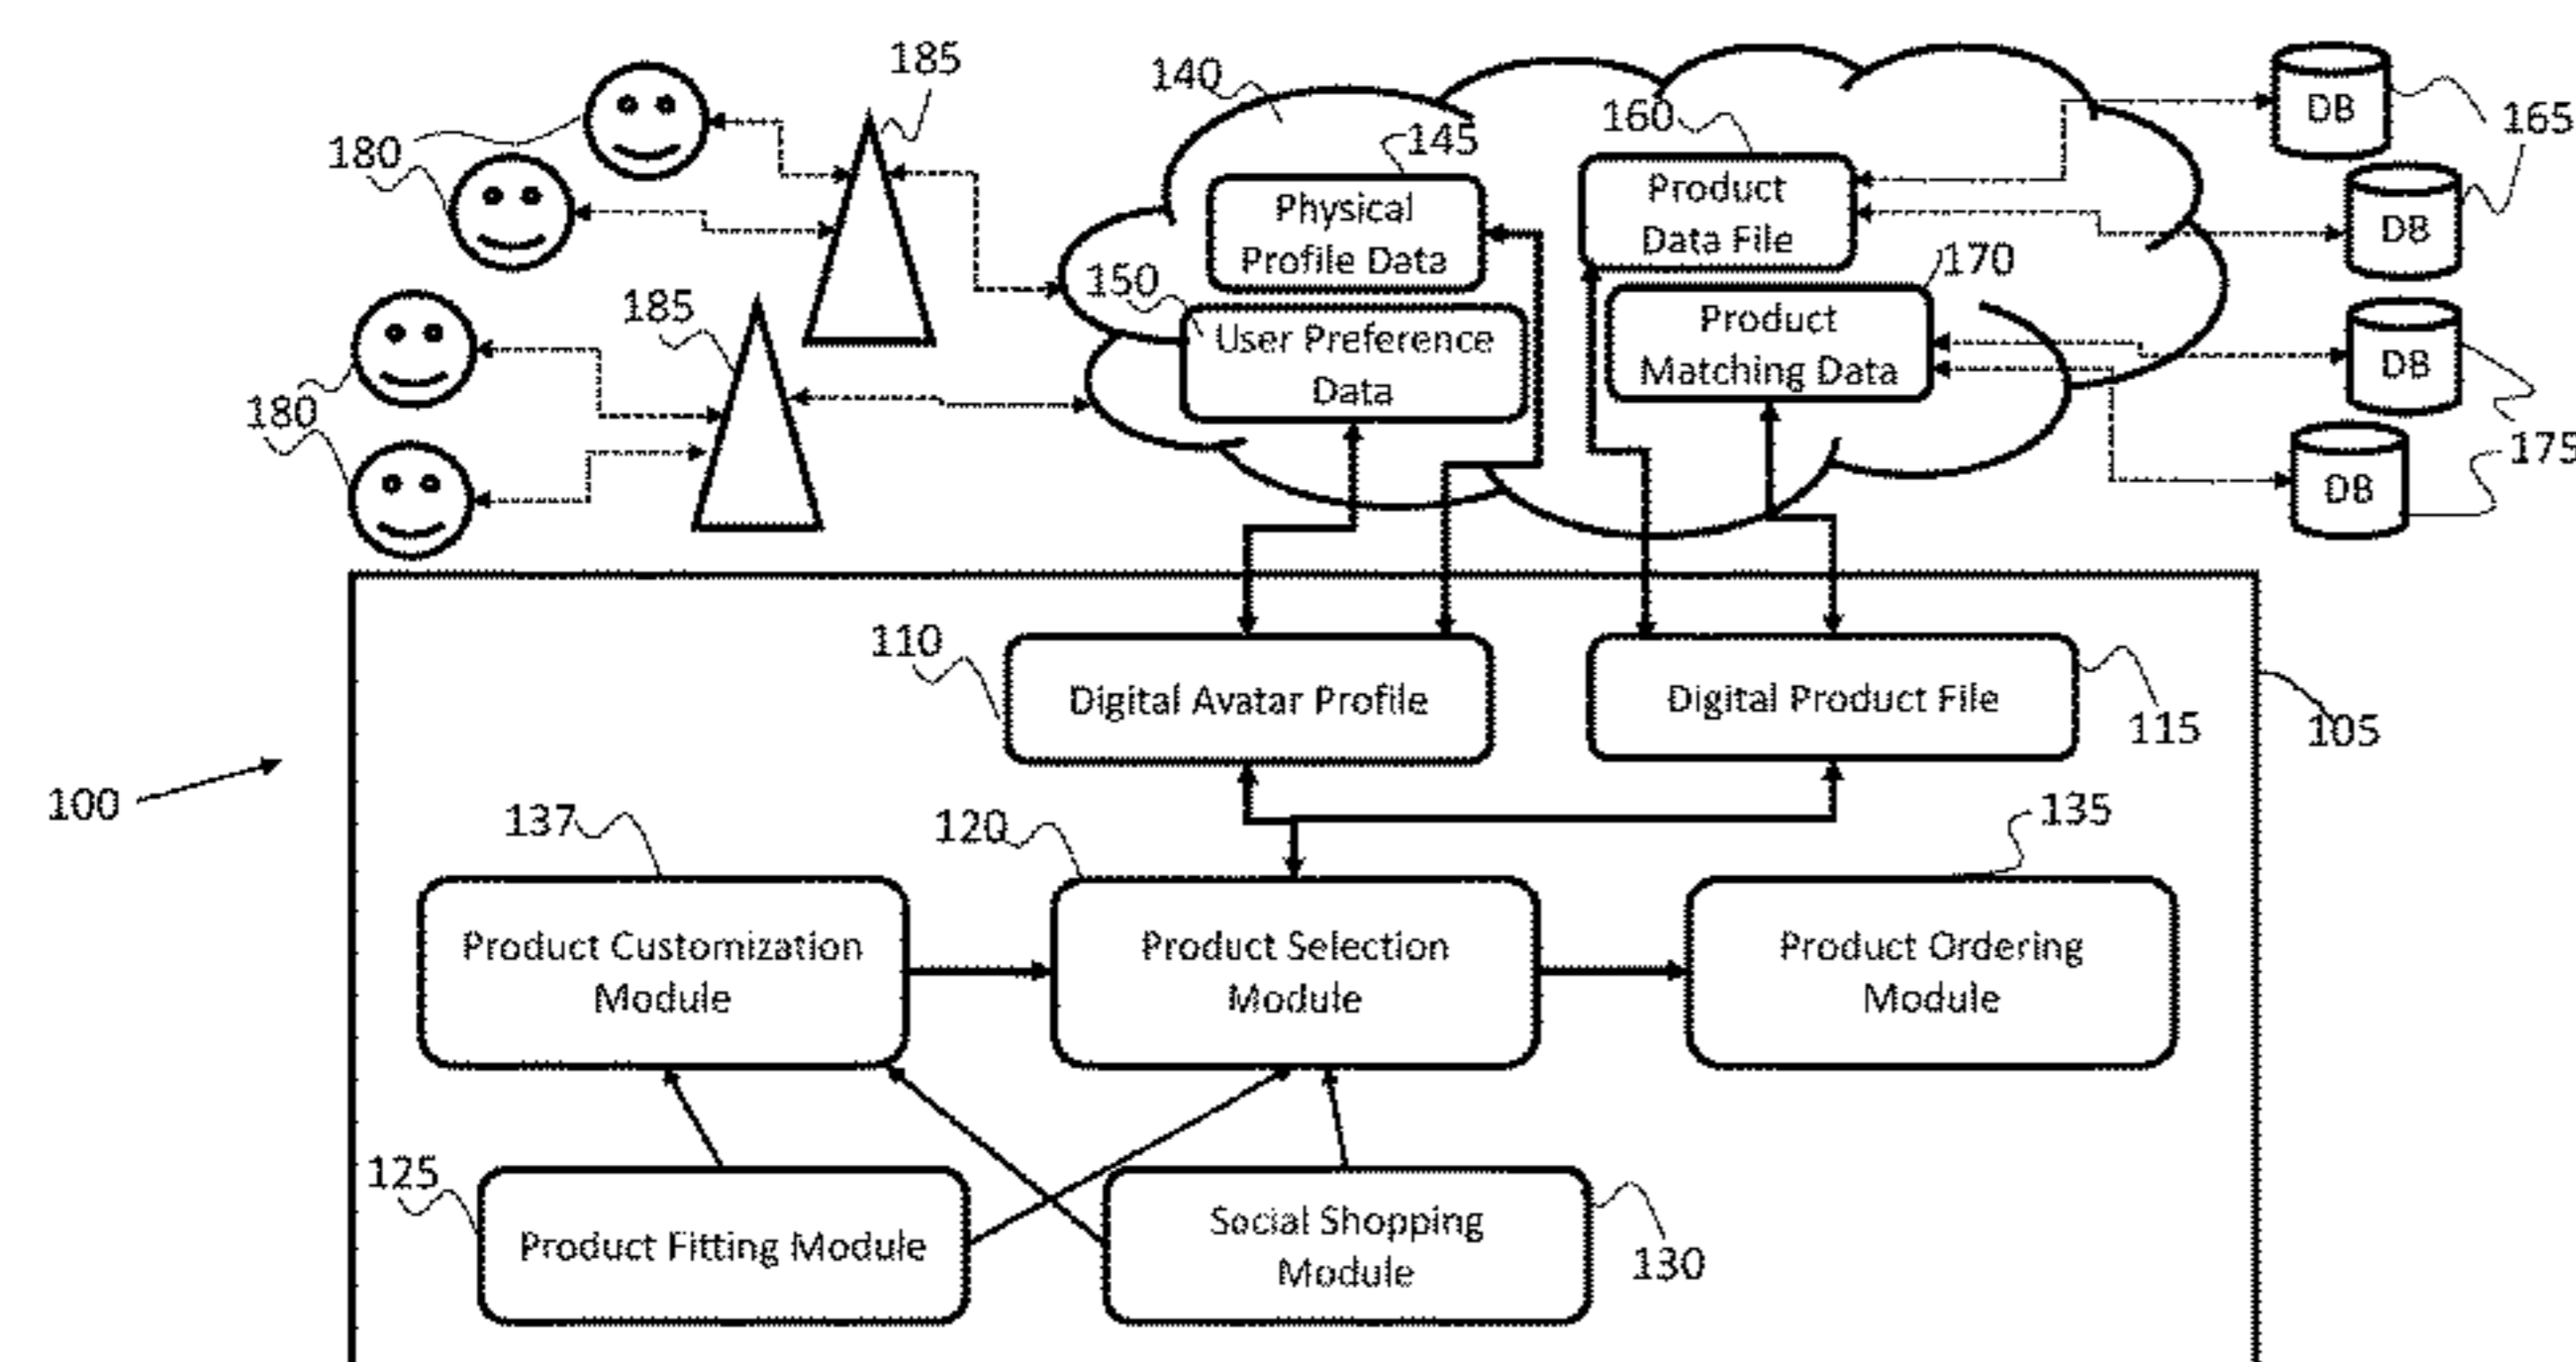 185
140
DB
165
180
160
145
Product
Data File
Physical
Profile Data
DB
170
150
185
Product
Matching Data
User Preference
Data
DB
180
175
DB
110
Digital Avatar Profile
Digital Product File
115
105
100
137
120
135
Product Customization
Module
Product Selection
Module
Product Ordering
Module
125
Product Fitting Module
Social Shopping
Module
130